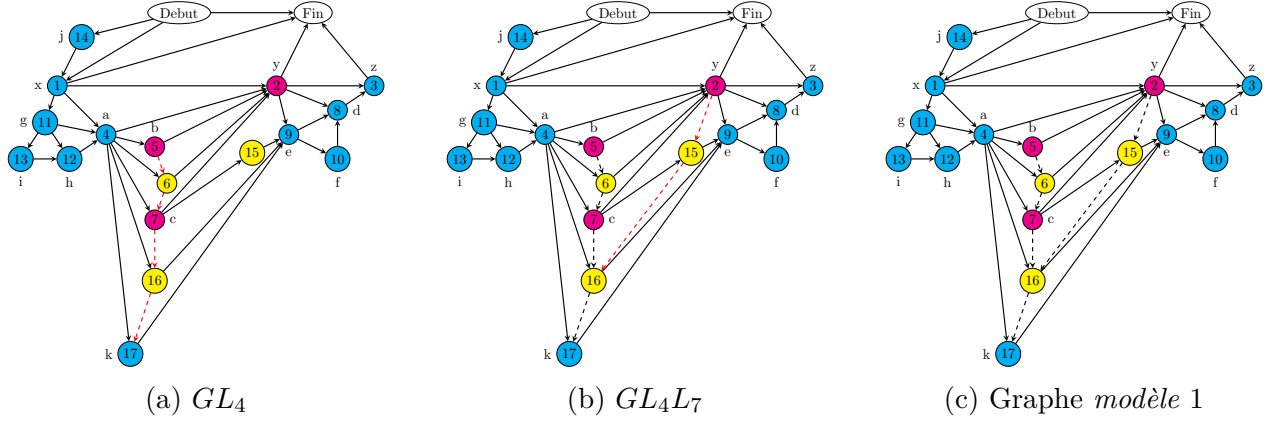 Debut Fin
j 14
y
z
x 1 2 3
g 11
a
b
8 d
4 5 9
13 12 15 10
e
i h 6 f
7 c
16
k 17
(a) GL4
Debut Fin
j 14
y
z
x 1 2 3
g 11
a
b
8 d
4 5 9
13 12 15 10
e
i h 6 f
7 c
16
k 17
(b) GL4L7
Debut Fin
j 14
y
z
x 1 2 3
g 11
a
b
8 d
4 5 9
13 12 15 10
e
i h 6 f
7 c
16
k 17
(c) Graphe modèle 1